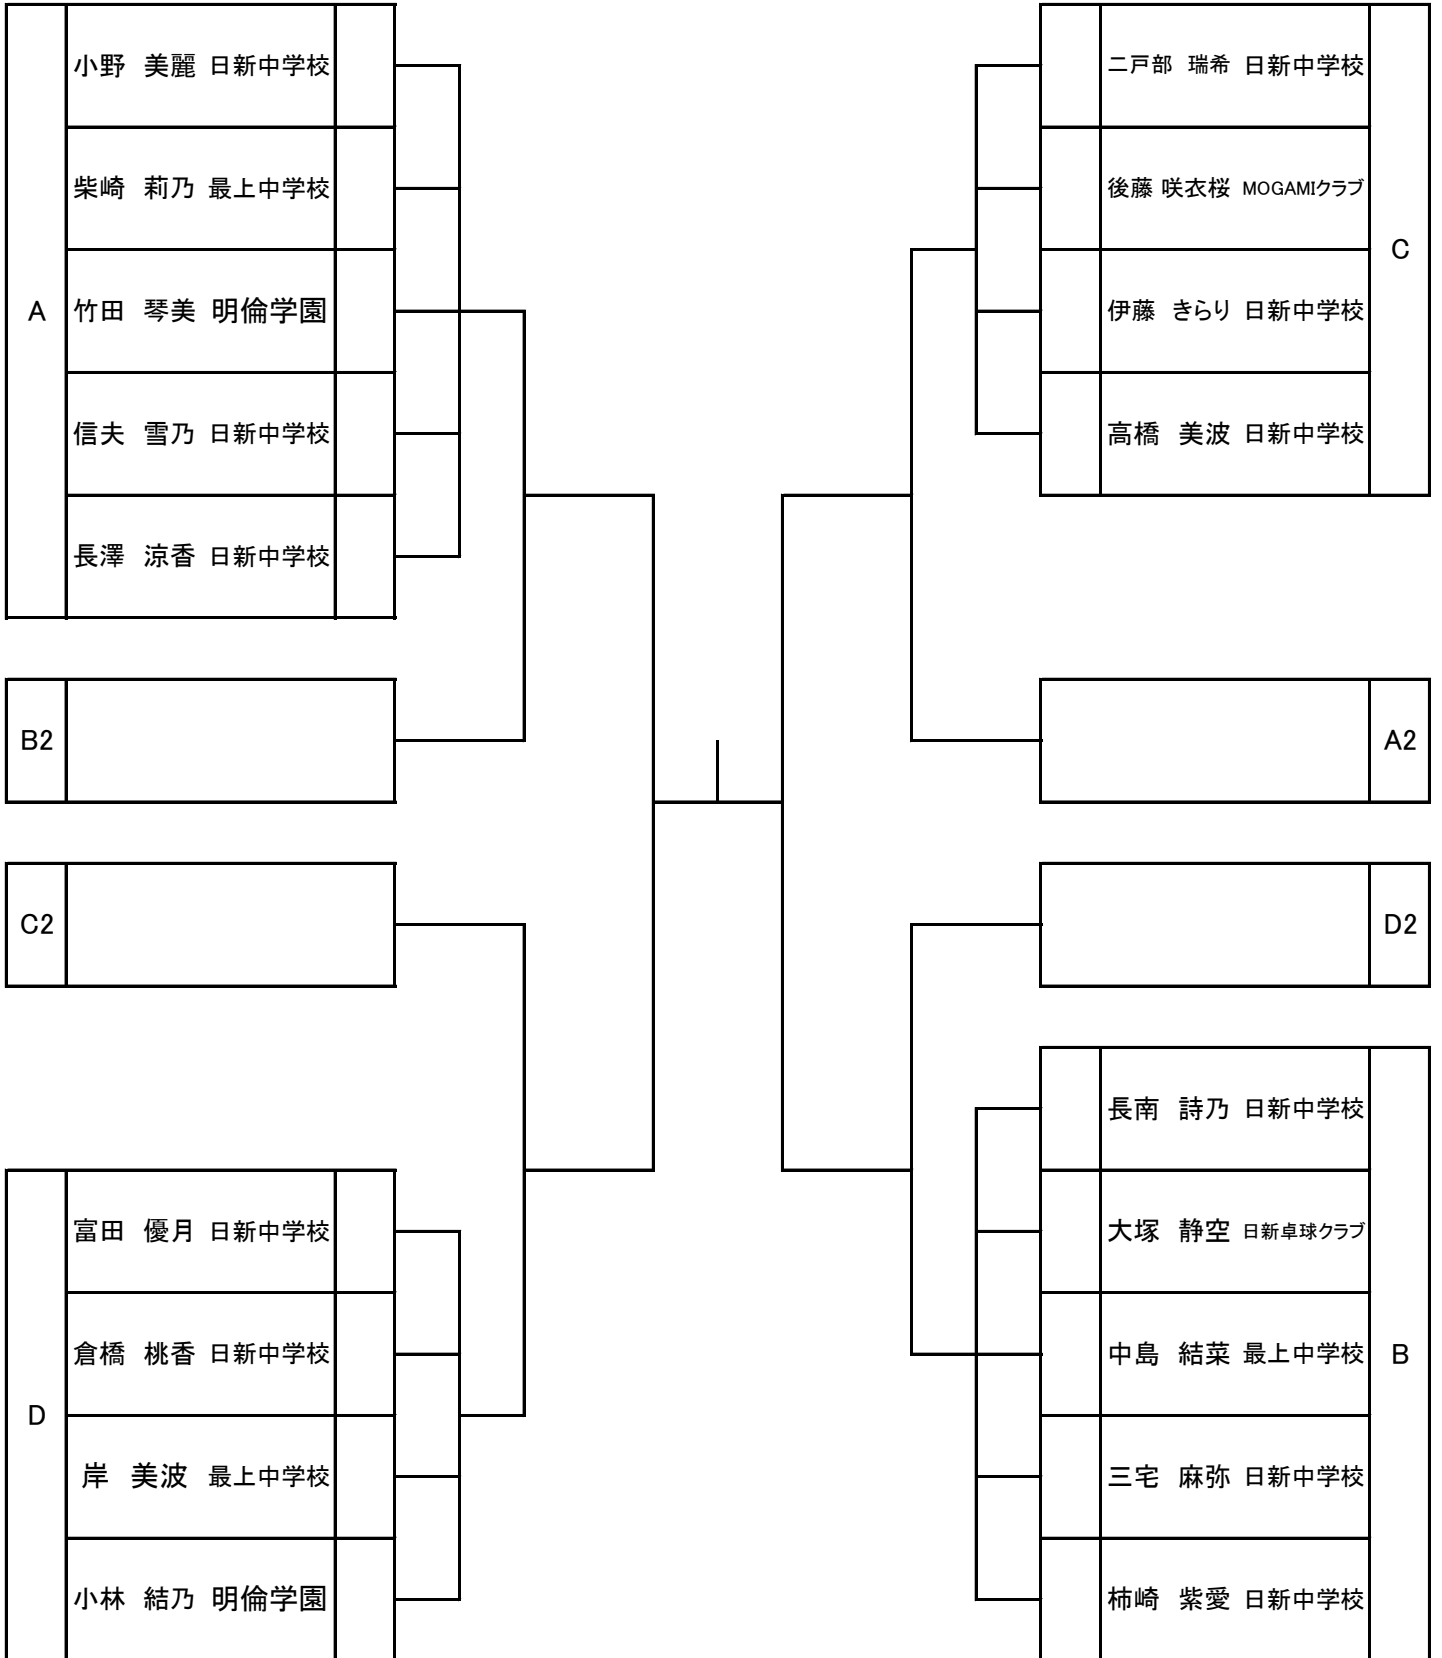 A
小野 美麗 日新中学校
柴崎 莉乃 最上中学校
竹田 琴美 明倫学園
信夫 雪乃 日新中学校
長澤 涼香 日新中学校
B2
C2
D
富田 優月 日新中学校
倉橋 桃香 日新中学校
岸 美波 最上中学校
小林 結乃 明倫学園
二戸部 瑞希 日新中学校
後藤 咲衣桜 MOGAMIクラブ
伊藤 きらり 日新中学校
高橋 美波 日新中学校
C
A2
D2
長南 詩乃 日新中学校
大塚 静空 日新卓球クラブ
中島 結菜 最上中学校
三宅 麻弥 日新中学校
柿崎 紫愛 日新中学校
B